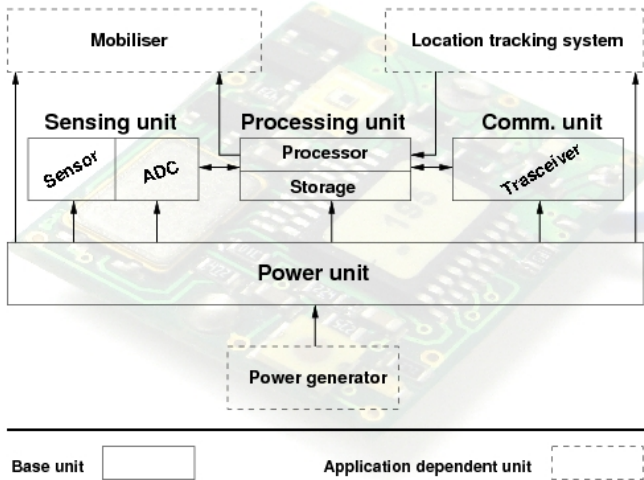 Mobiliser
Location tracking system
Sensing unit
Processing unit
Comm. unit
Sensor
ADC
Processor
Storage
Trasceiver
Power unit
Power generator
Base unit
Application dependent unit